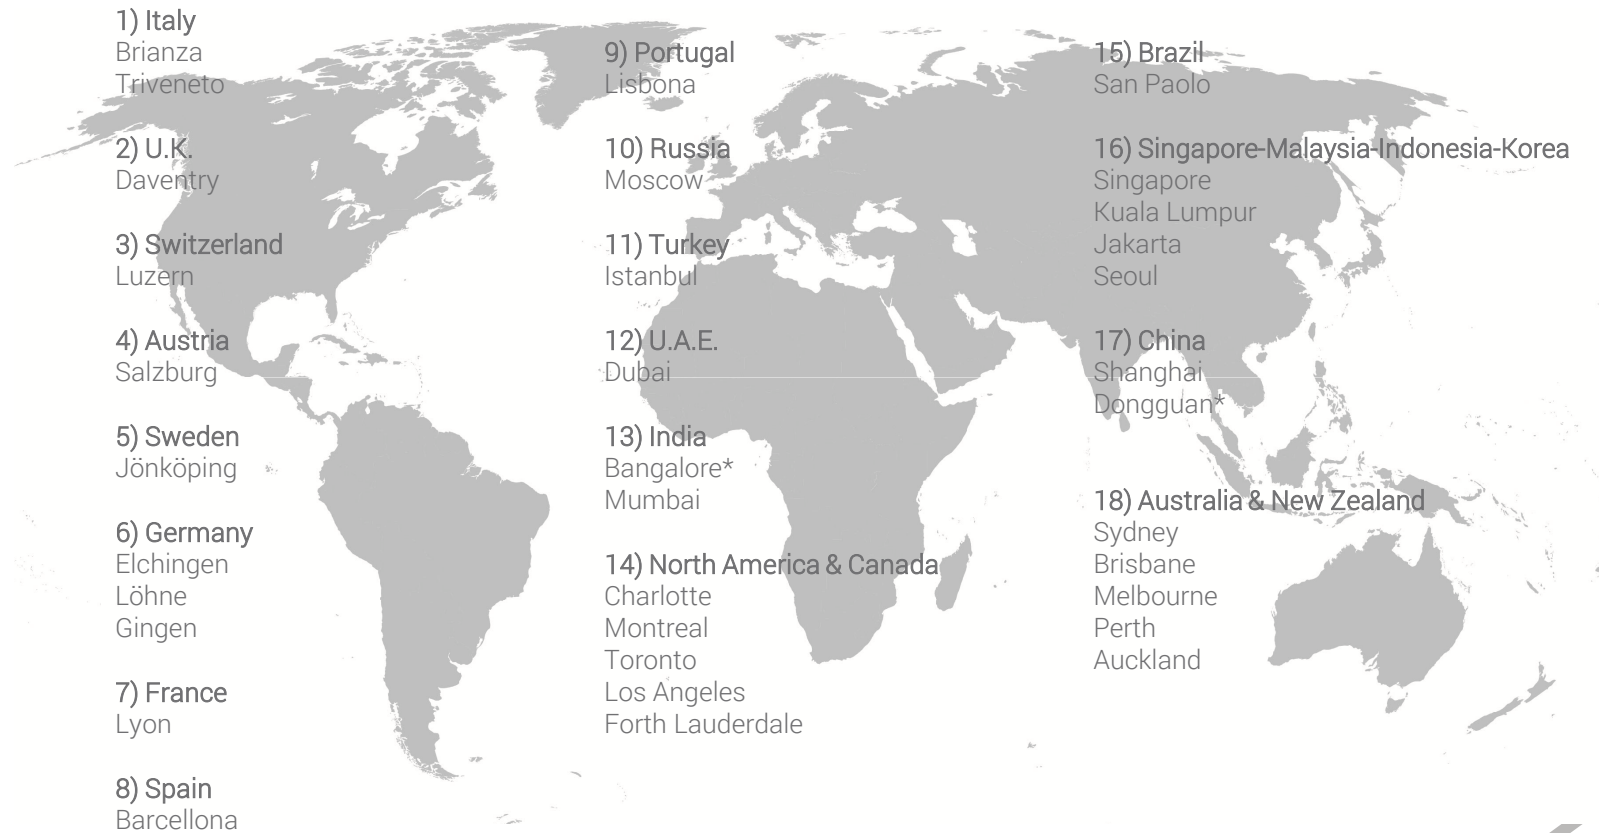 1) Italy
Brianza
Triveneto
2) U.K.
Daventry
3) Switzerland
Luzern
4) Austria
Salzburg
5) Sweden
Jönköping
6) Germany
Elchingen
Löhne
Gingen
7) France
Lyon
8) Spain
Barcellona
9) Portugal
Lisbona
10) Russia
Moscow
11) Turkey
Istanbul
12) U.A.E.
Dubai
13) India
Bangalore*
Mumbai
14) North America & Canada
Charlotte
Montreal
Toronto
Los Angeles
Forth Lauderdale
15) Brazil
San Paolo
16) Singapore-Malaysia-Indonesia-Korea
Singapore
Kuala Lumpur
Jakarta
Seoul
17) China
Shanghai
Dongguan*
18) Australia & New Zealand
Sydney
Brisbane
Melbourne
Perth
Auckland